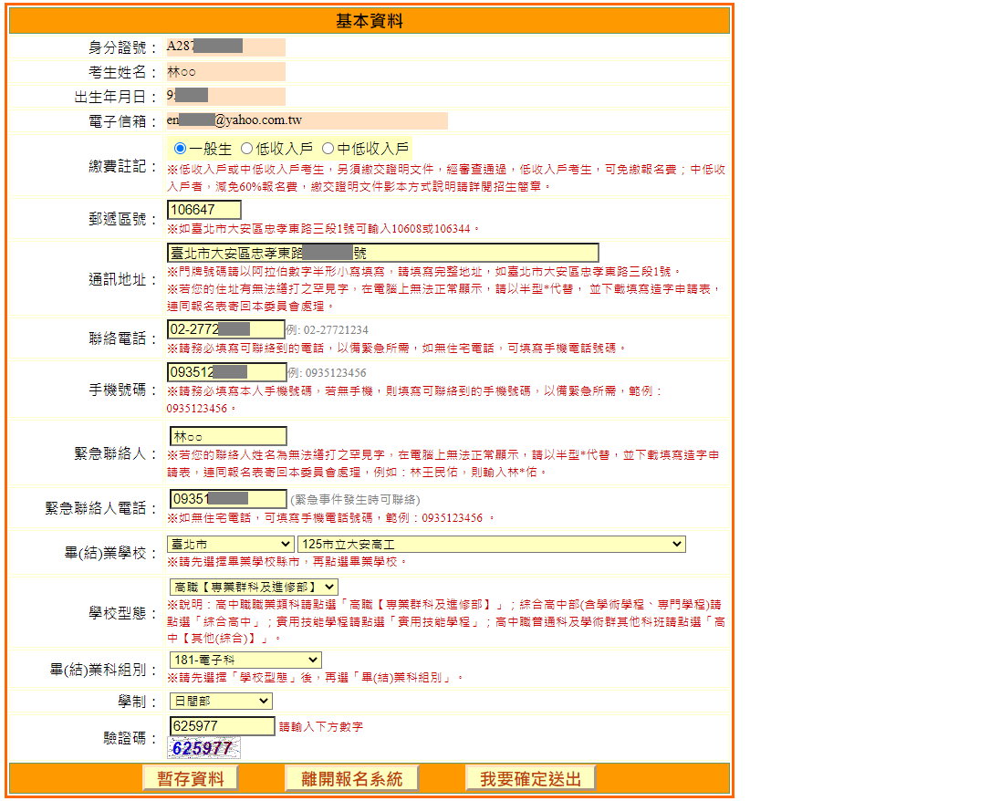 基本資料
身分證號： A287
考生姓名： 林○○
出生年月日： 9
電子信箱： en @yahoo.com.tw
繳費註記： 一般生 低收入戶 中低收入戶
※低收入戶或中低收入戶考生，另須繳交證明文件，經審查通過，低收入戶考生，可免繳報名費；中低收
入戶者，減免60%報名費，繳交證明文件影本方式說明請詳閱招生簡章。
郵遞區號： 106647
※如臺北市大安區忠孝東路三段1號可輸入10608或106344。
通訊地址： 臺北市大安區忠孝東路 號
※門牌號碼請以阿拉伯數字半形小寫填寫，請填寫完整地址，如臺北市大安區忠孝東路三段1號。
※若您的住址有無法繕打之罕見字，在電腦上無法正常顯示，請以半型*代替， 並下載填寫造字申請表，
連同報名表寄回本委員會處理。
聯絡電話： 02-2772 例: 02-27721234
※請務必填寫可聯絡到的電話，以備緊急所需，如無住宅電話，可填寫手機電話號碼。
手機號碼： 093512 例: 0935123456
※請務必填寫本人手機號碼，若無手機，則填寫可聯絡到的手機號碼，以備緊急所需，範例：
0935123456。
緊急聯絡人： 林○○
※若您的聯絡人姓名為無法繕打之罕見字，在電腦上無法正常顯示，請以半型*代替，並下載填寫造字申
請表，連同報名表寄回本委員會處理，例如：林王民佑，則輸入林*佑。
緊急聯絡人電話： 09351 (緊急事件發生時可聯絡)
※如無住宅電話，可填寫手機電話號碼，範例：0935123456 。
畢(結)業學校： 臺北市 125市立大安高工
※請先選擇畢業學校縣市，再點選畢業學校。
學校型態： 高職【專業群科及進修部】
※說明：高中職職業類科請點選「高職【專業群科及進修部】」；綜合高中部(含學術學程、專門學程)請
點選「綜合高中」；實用技能學程請點選「實用技能學程」；高中職普通科及學術群其他科班請點選「高
中【其他(綜合)】」。
畢(結)業科組別： 181-電子科
※請先選擇「學校型態」後，再選「畢(結)業科組別」。
學制： 日間部
驗證碼： 625977 請輸入下方數字
625977
暫存資料 離開報名系統 我要確定送出